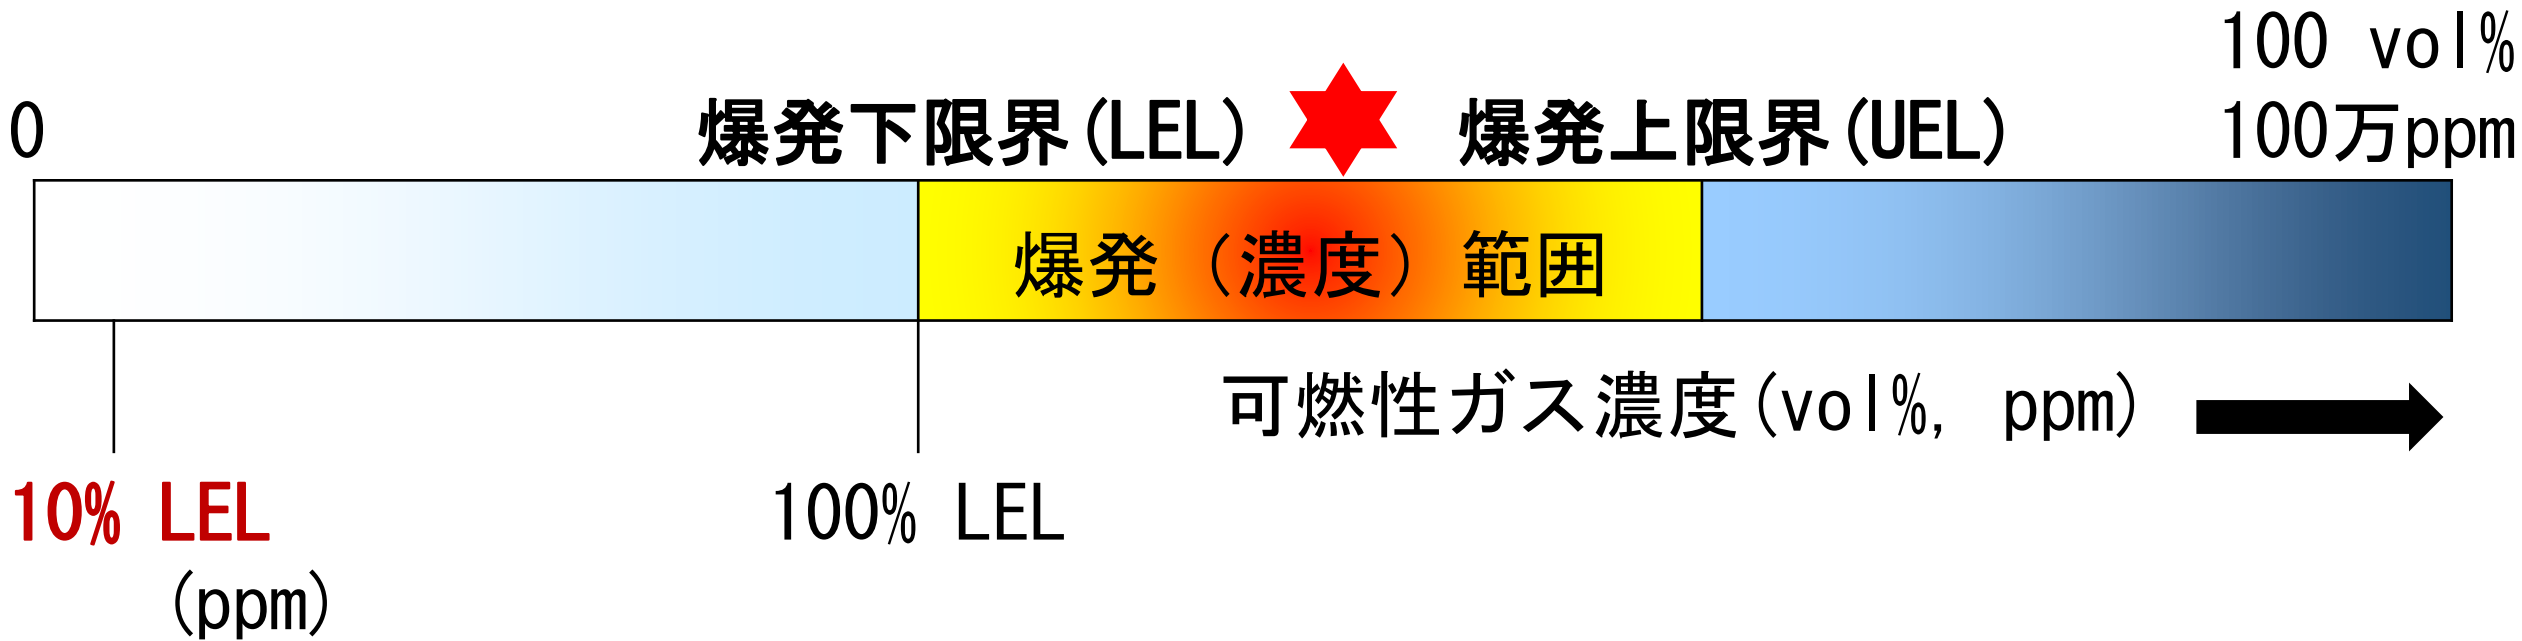 100 vol%
0
爆発下限界(LEL)
爆発上限界(UEL)
100万ppm
爆発（濃度）範囲
可燃性ガス濃度(vol%, ppm)
10% LEL
(ppm)
100% LEL